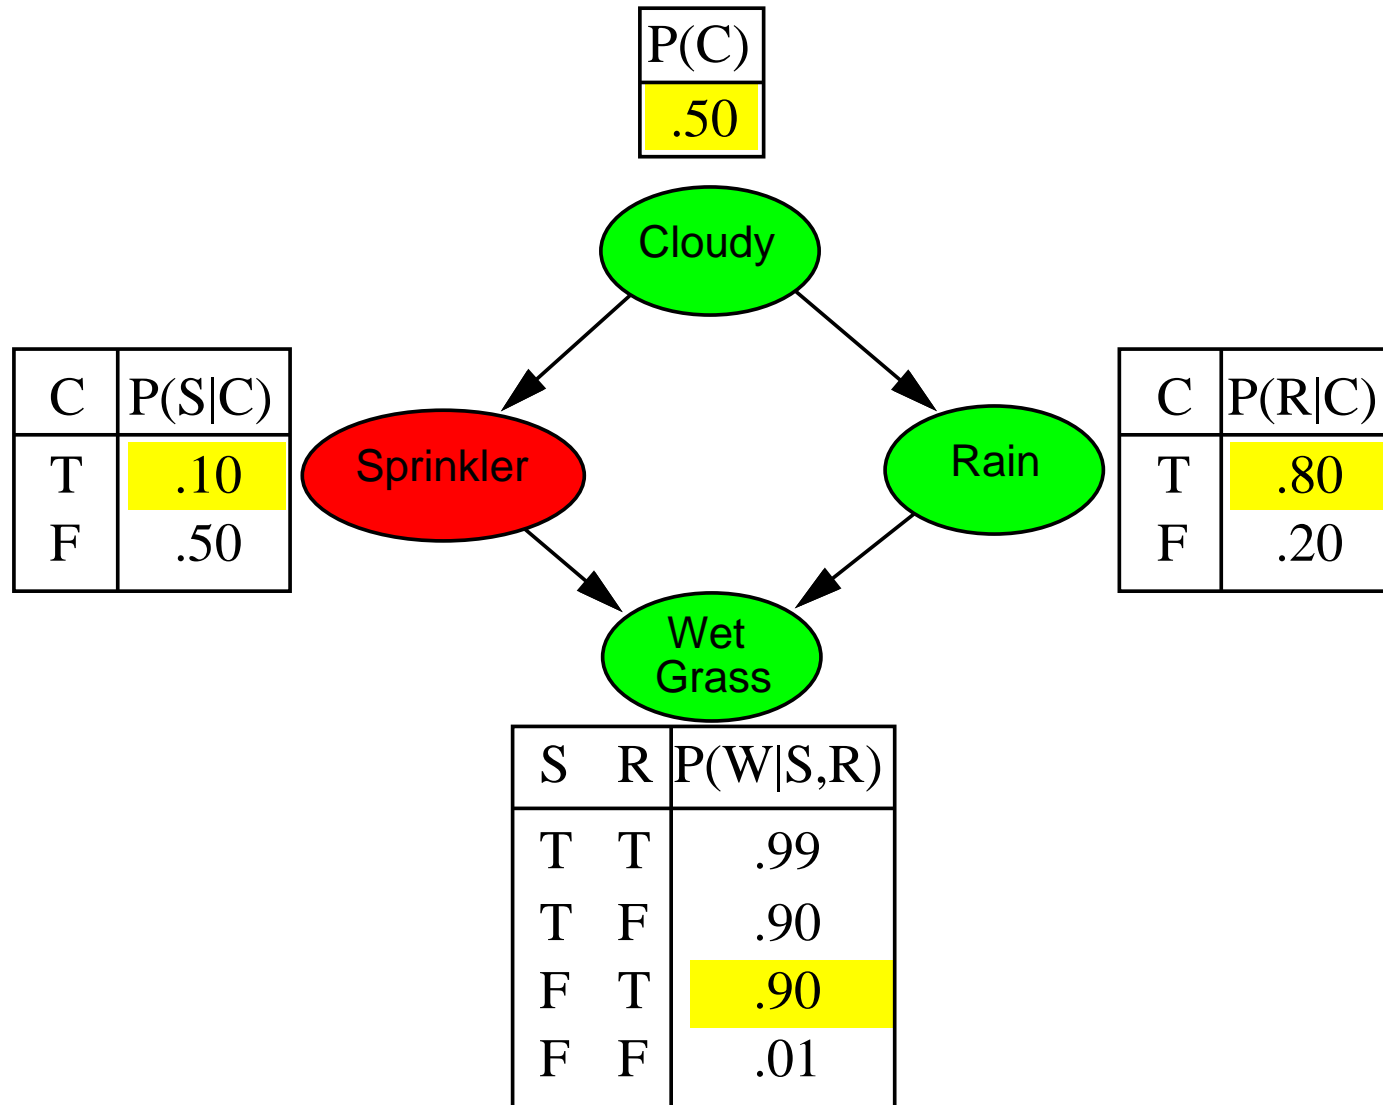 P(C)
.50
Cloudy
C P(S|C)
T .10
F .50
Sprinkler
Rain
C P(R|C)
T .80
F .20
Wet
Grass
S R P(W|S,R)
T T .99
T F .90
F T .90
F F .01